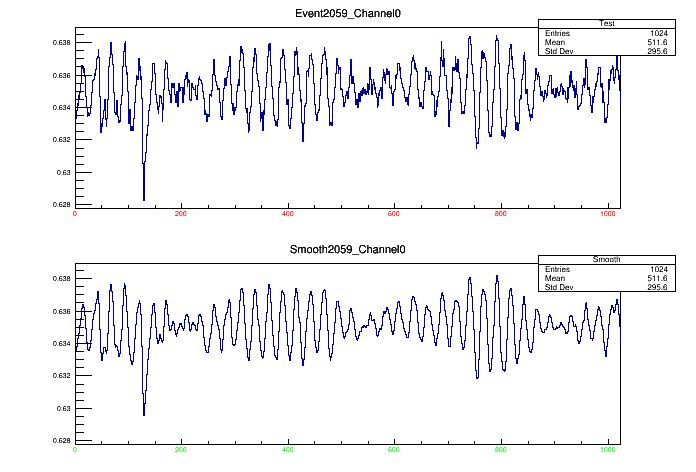 Event2059_Channel0
Test
Entries 1024
Mean 511.6
Std Dev 295.6
0.638
0.636
0.634
0.632
0.63
0.628
0 200 400 600 800 1000
Smooth2059_Channel0
Smooth
Entries 1024
Mean 511.6
Std Dev 295.6
0.638
0.636
0.634
0.632
0.63
0.628
0 200 400 600 800 1000